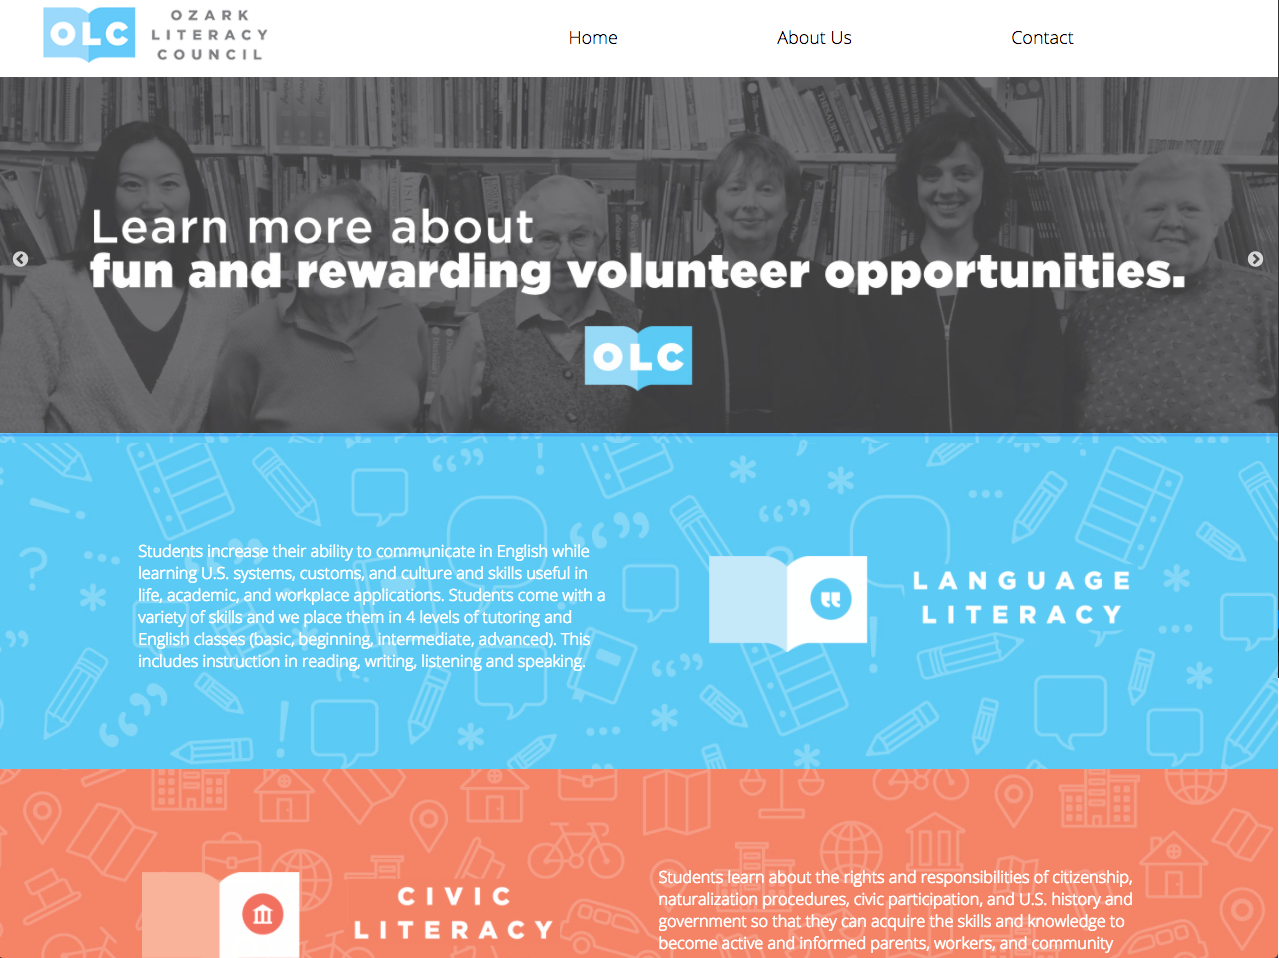 OLC
OZARK
LITERACY
COUNCIL
Home
About Us
Contact
Learn more about
fun and rewarding volunteer opportunities.
OLC
Students increase their ability to communicate in English while
learning U.S. systems, customs, and culture and skills useful in
life, academic, and workplace applications. Students come with a
variety of skills and we place them in 4 levels of tutoring and
English classes (basic, beginning, intermediate, advanced). This
includes instruction in reading, writing, listening and speaking.
LANGUAGE
LITERACY
CIVIC
LITERACY
Students learn about the rights and responsibilities of citizenship,
naturalization procedures, civic participation, and U.S. history and
government so that they can acquire the skills and knowledge to
become active and informed parents, workers, and community